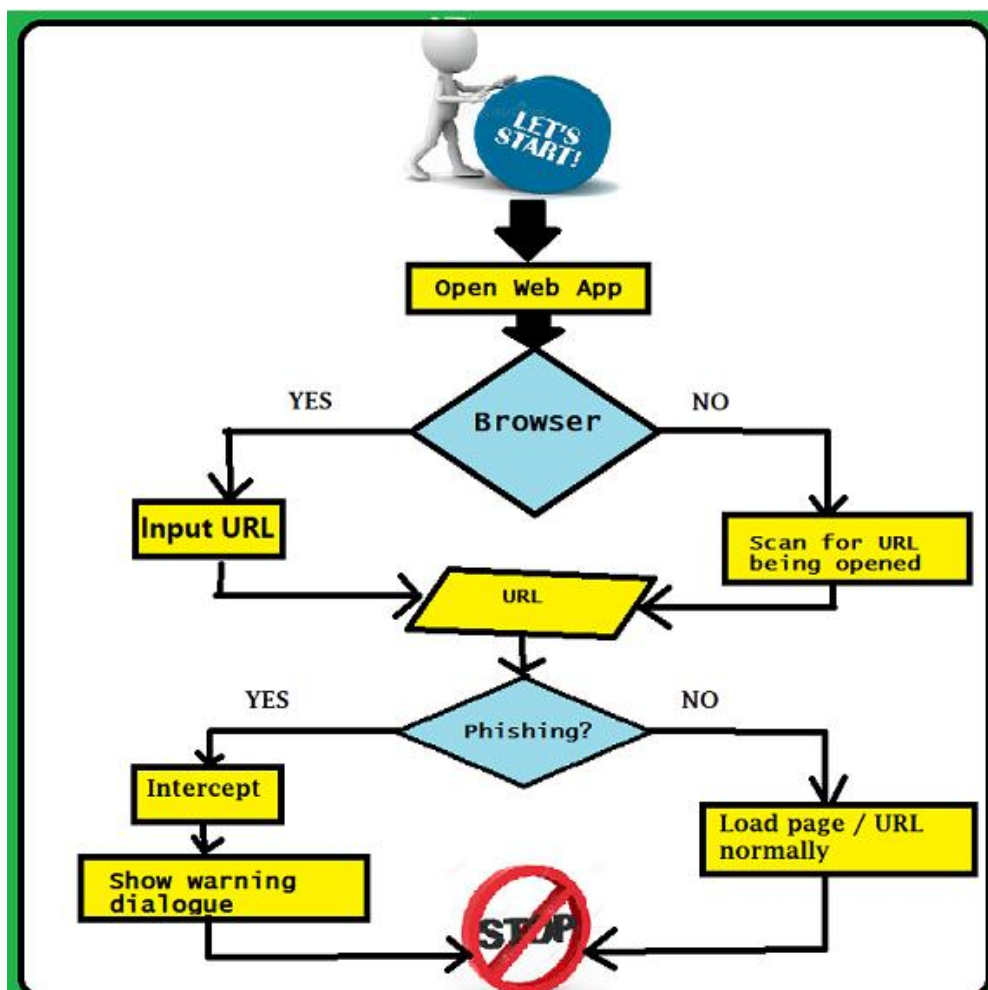 LET'S
START!
Open Web App
YES
NO
Browser
Input URL
Scan for URL
being opened
URL
YES
NO
Phishing?
Intercept
Load page / URL
normally
Show warning
dialogue
STOP